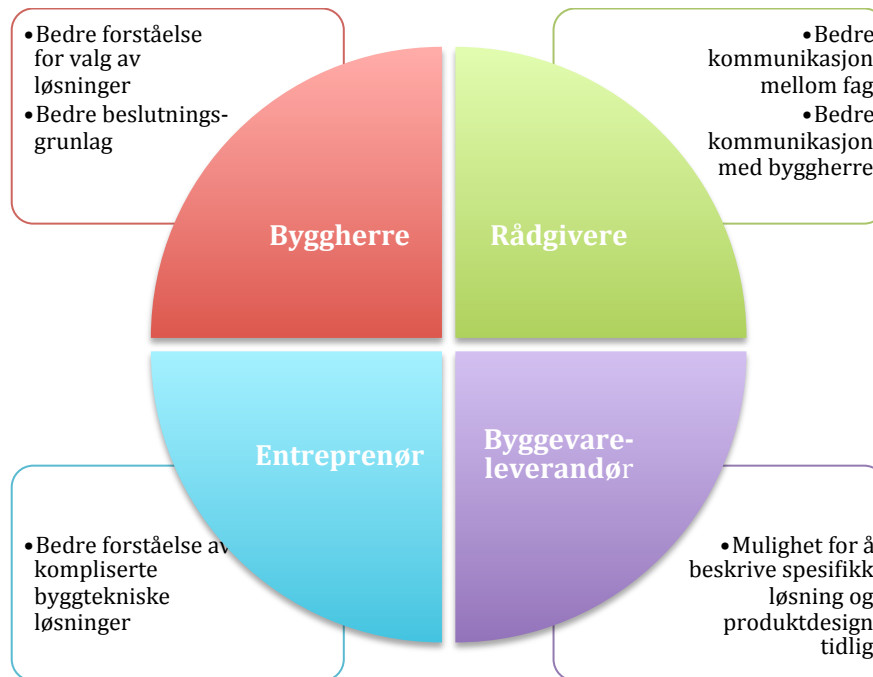 •Bedre forståelse
for valg av
løsninger
•Bedre beslutnings-
grunlag
•Bedre
kommunikasjon
mellom fag
•Bedre
kommunikasjon
med byggherre
Byggherre
Rådgivere
Entreprenør
Byggevare-
leverandør
•Bedre forståelse av
kompliserte
byggtekniske
løsninger
•Mulighet for å
beskrive spesifikk
løsning og
produktdesign
tidlig